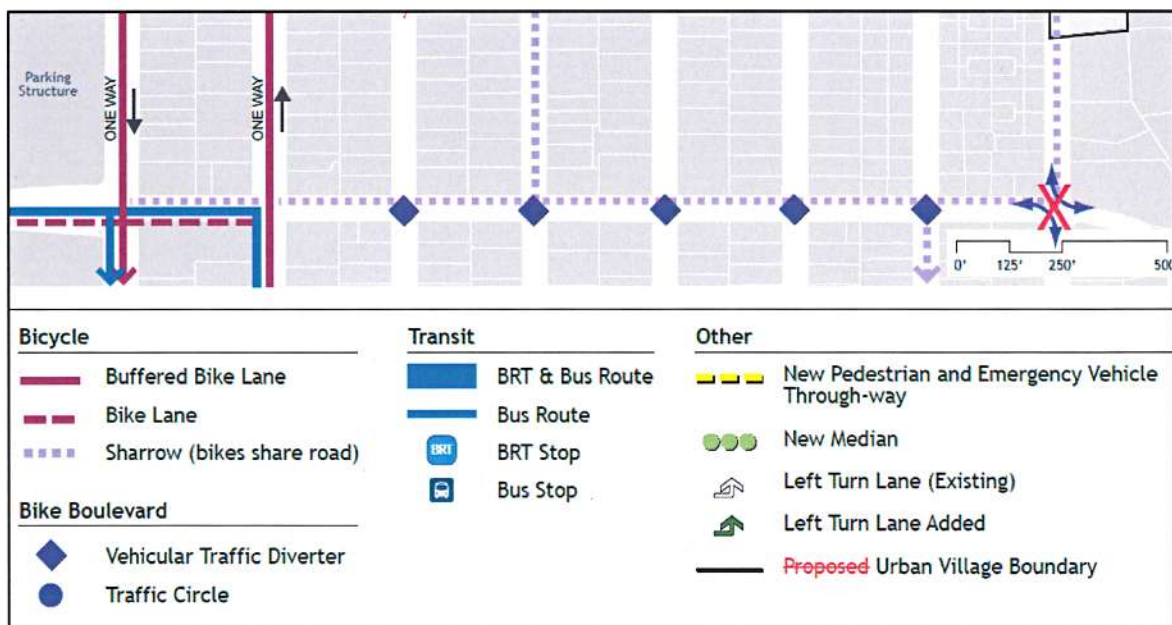 Parking
Structure
ONE WAY
ONE WAY
0'
125'
250'
500
Bicycle
Buffered Bike Lane
Bike Lane
Sharrow (bikes share road)
Bike Boulevard
Vehicular Traffic Diverter
Traffic Circle
Transit
BRT & Bus Route
Bus Route
BRT
BRT Stop
Bus Stop
Other
New Pedestrian and Emergency Vehicle
Through-way
New Median
Left Turn Lane (Existing)
Left Turn Lane Added
Proposed Urban Village Boundary